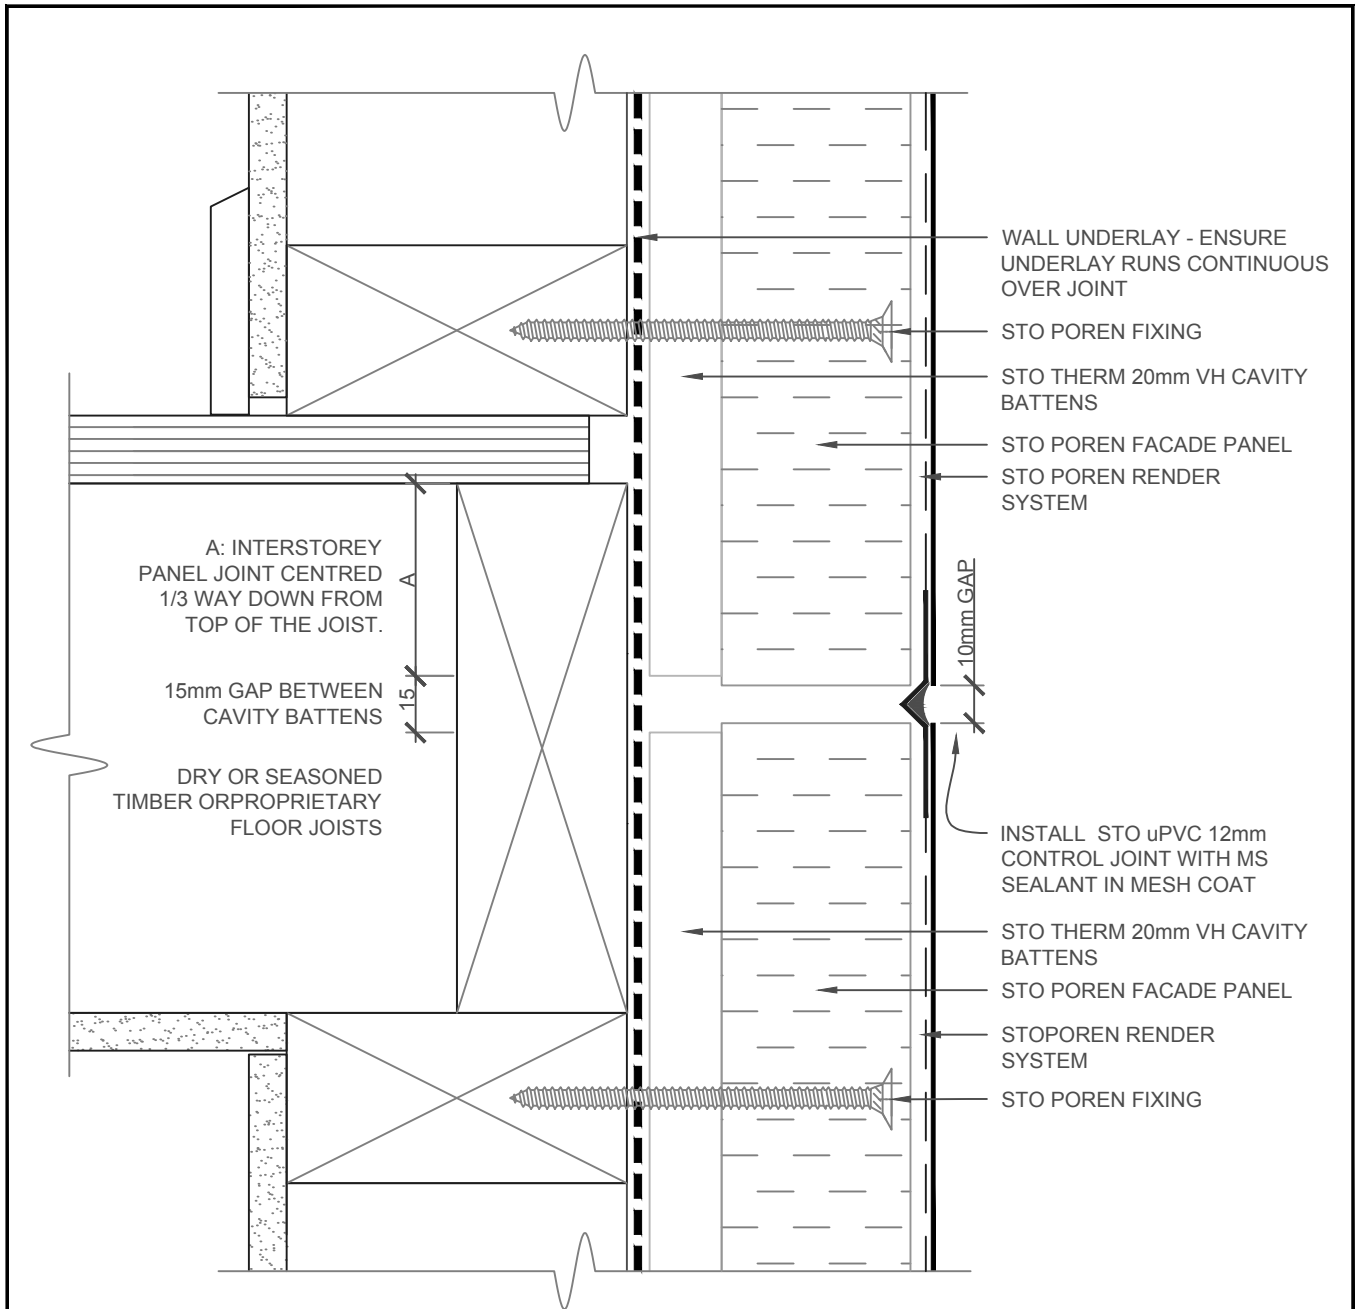 WALL UNDERLAY - ENSURE
UNDERLAY RUNS CONTINUOUS
OVER JOINT
STO POREN FIXING
STO THERM 20mm VH CAVITY
BATTENS
STO POREN FACADE PANEL
STO POREN RENDER
SYSTEM
A: INTERSTOREY
PANEL JOINT CENTRED
1/3 WAY DOWN FROM
TOP OF THE JOIST.
A
10mm GAP
15mm GAP BETWEEN
CAVITY BATTENS
15
DRY OR SEASONED
TIMBER ORPROPRIETARY
FLOOR JOISTS
INSTALL STO uPVC 12mm
CONTROL JOINT WITH MS
SEALANT IN MESH COAT
STO THERM 20mm VH CAVITY
BATTENS
STO POREN FACADE PANEL
STOPOREN RENDER
SYSTEM
STO POREN FIXING